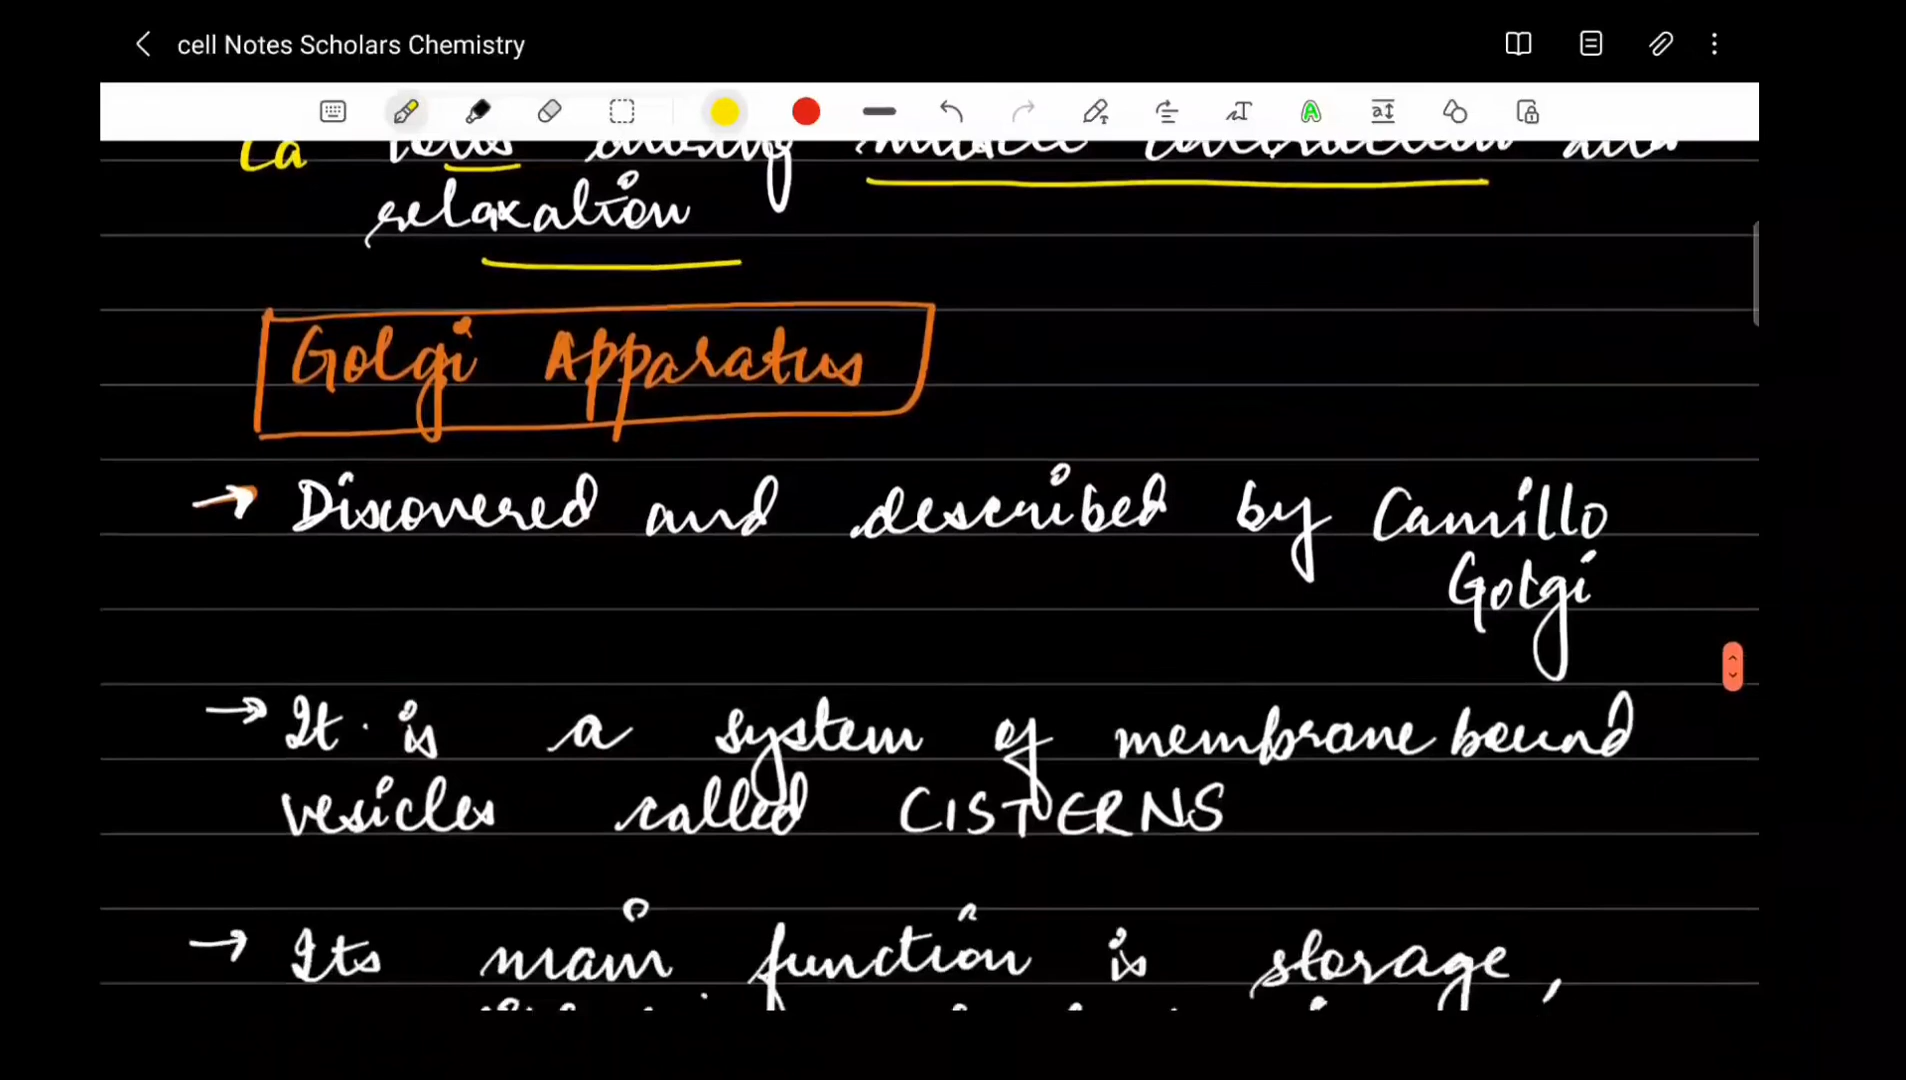 cell Notes Scholars Chemistry
relaxation
Golgi Apparatus
→ Discovered and described by Camillo
Golgi
→ It is a system of membrane bound
vesicles called CISTERNS
→ Its main function is storage,